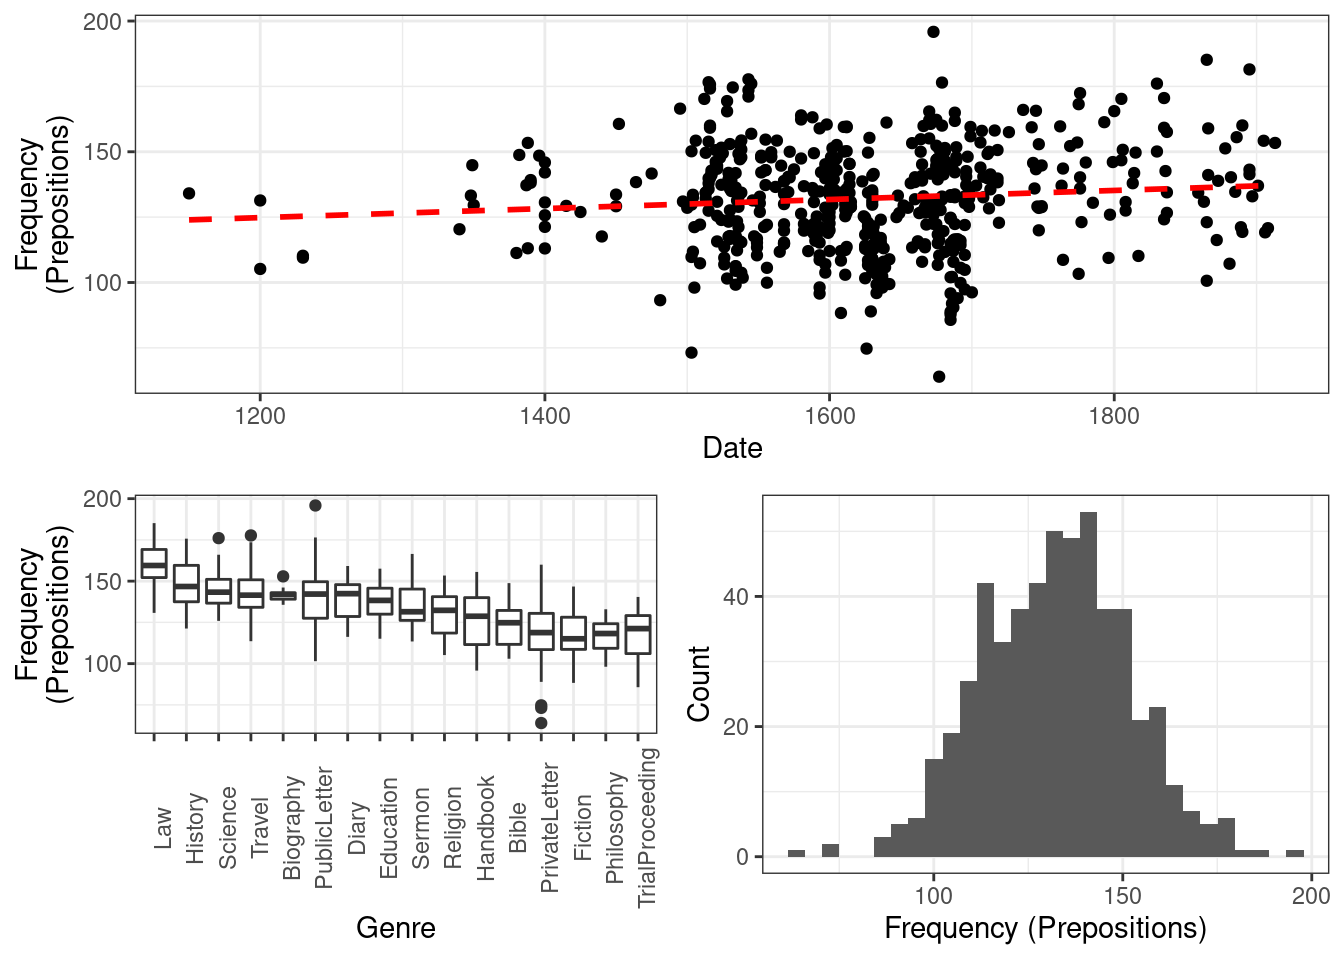 200
150
100
Frequency
(Prepositions)
1200
1400
1600
1800
Date
200
150
100
Frequency
(Prepositions)
Law
History
Science
Travel
Biography
PublicLetter
Diary
Education
Sermon
Religion
Handbook
Bible
PrivateLetter
Fiction
Philosophy
TrialProceeding
Genre
40
20
0
Count
100
150
200
Frequency (Prepositions)